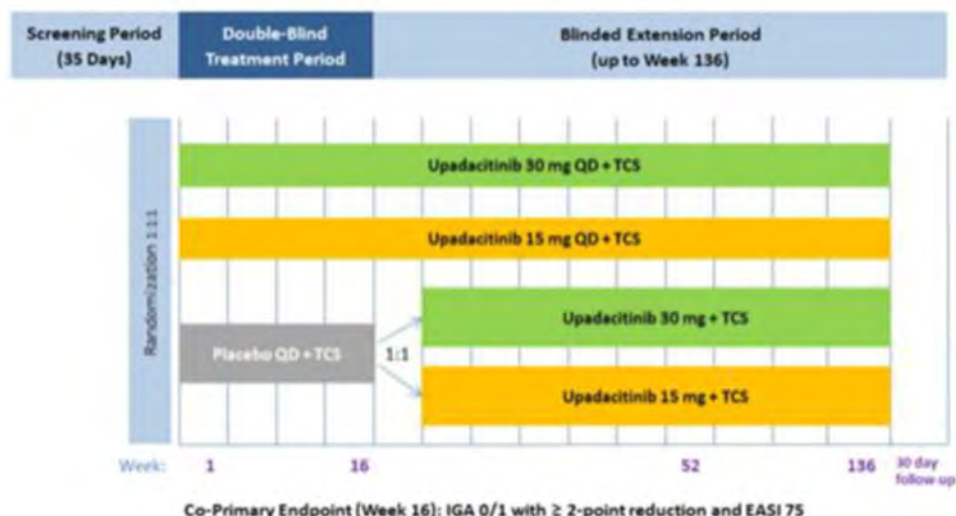 Screening Period
(35 Days)
Double-Blind
Treatment Period
Blinded Extension Period
(up to Week 136)
Randomization 1:1:1
Upadacitinib 30 mg QD + TCS
Upadacitinib 15 mg QD + TCS
Placebo QD + TCS
1:1
Upadacitinib 30 mg + TCS
Upadacitinib 15 mg + TCS
Week: 1 16 52 136 30 day
follow up
Co-Primary Endpoint (Week 16): IGA 0/1 with ≥ 2-point reduction and EASI 75